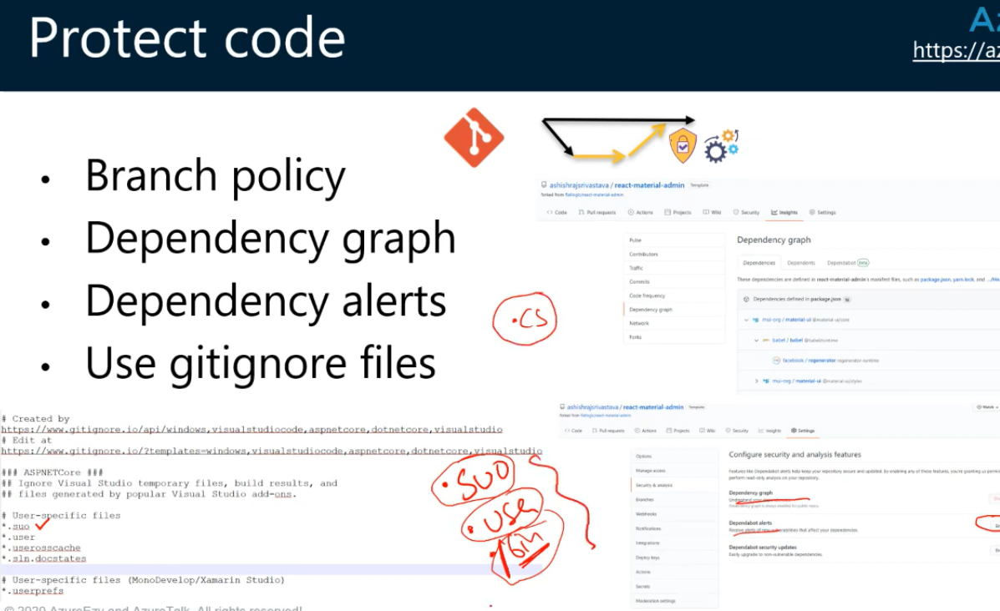 Protect code
Az
https://az
• Branch policy
• Dependency graph
• Dependency alerts
• Use gitignore files
ashishrajsrivastava / react-material-admin Template
forked from flatlogic/react-material-admin
Code Pull requests Actions Projects Wiki Security Insights Settings
Pulse
Contributors
Traffic
Commits
Code frequency
Dependency graph
Network
Forks
Dependency graph
Dependencies Dependents Dependabot Beta
These dependencies are defined in react-material-admin's manifest files, such as package.json, yarn.lock, and
Dependencies defined in package.json
mui-org / material-ui @material-ui/core
babel / babel @babel/runtime
facebook / regenerator regenerator-runtime
mui-org / material-ui @material-ui/styles
.cs
# Created by
https://www.gitignore.io/api/windows,visualstudiocode,aspnetcore,dotnetcore,visualstudio
# Edit at
https://www.gitignore.io/?templates=windows,visualstudiocode,aspnetcore,dotnetcore,visualstudio
### ASPNETCore ###
## Ignore Visual Studio temporary files, build results, and
## files generated by popular Visual Studio add-ons.
# User-specific files
*.suo
*.user
*.userosscache
*.sln.docstates
# User-specific files (MonoDevelop/Xamarin Studio)
*.userprefs
.suo
.user
bin
ashishrajsrivastava / react-material-admin Template
forked from flatlogic/react-material-admin
Watch
Code Pull requests Actions Projects Wiki Security Insights Settings
Options
Manage access
Security & analysis
Branches
Webhooks
Notifications
Integrations
Deploy keys
Actions
Secrets
Moderation settings
Configure security and analysis features
Features like Dependabot alerts help keep your repository secure and updated. By enabling any of these features, you're granting us permis
perform read-only analysis on your repository.
Dependency graph
Understand your dependencies.
Dependency graph is always enabled for public repos.
Dependabot alerts
Receive alerts of new vulnerabilities that affect your dependencies.
Dependabot security updates
Easily upgrade to non-vulnerable dependencies.
© 2020 AzureEzy and AzureTalk. All rights reserved!